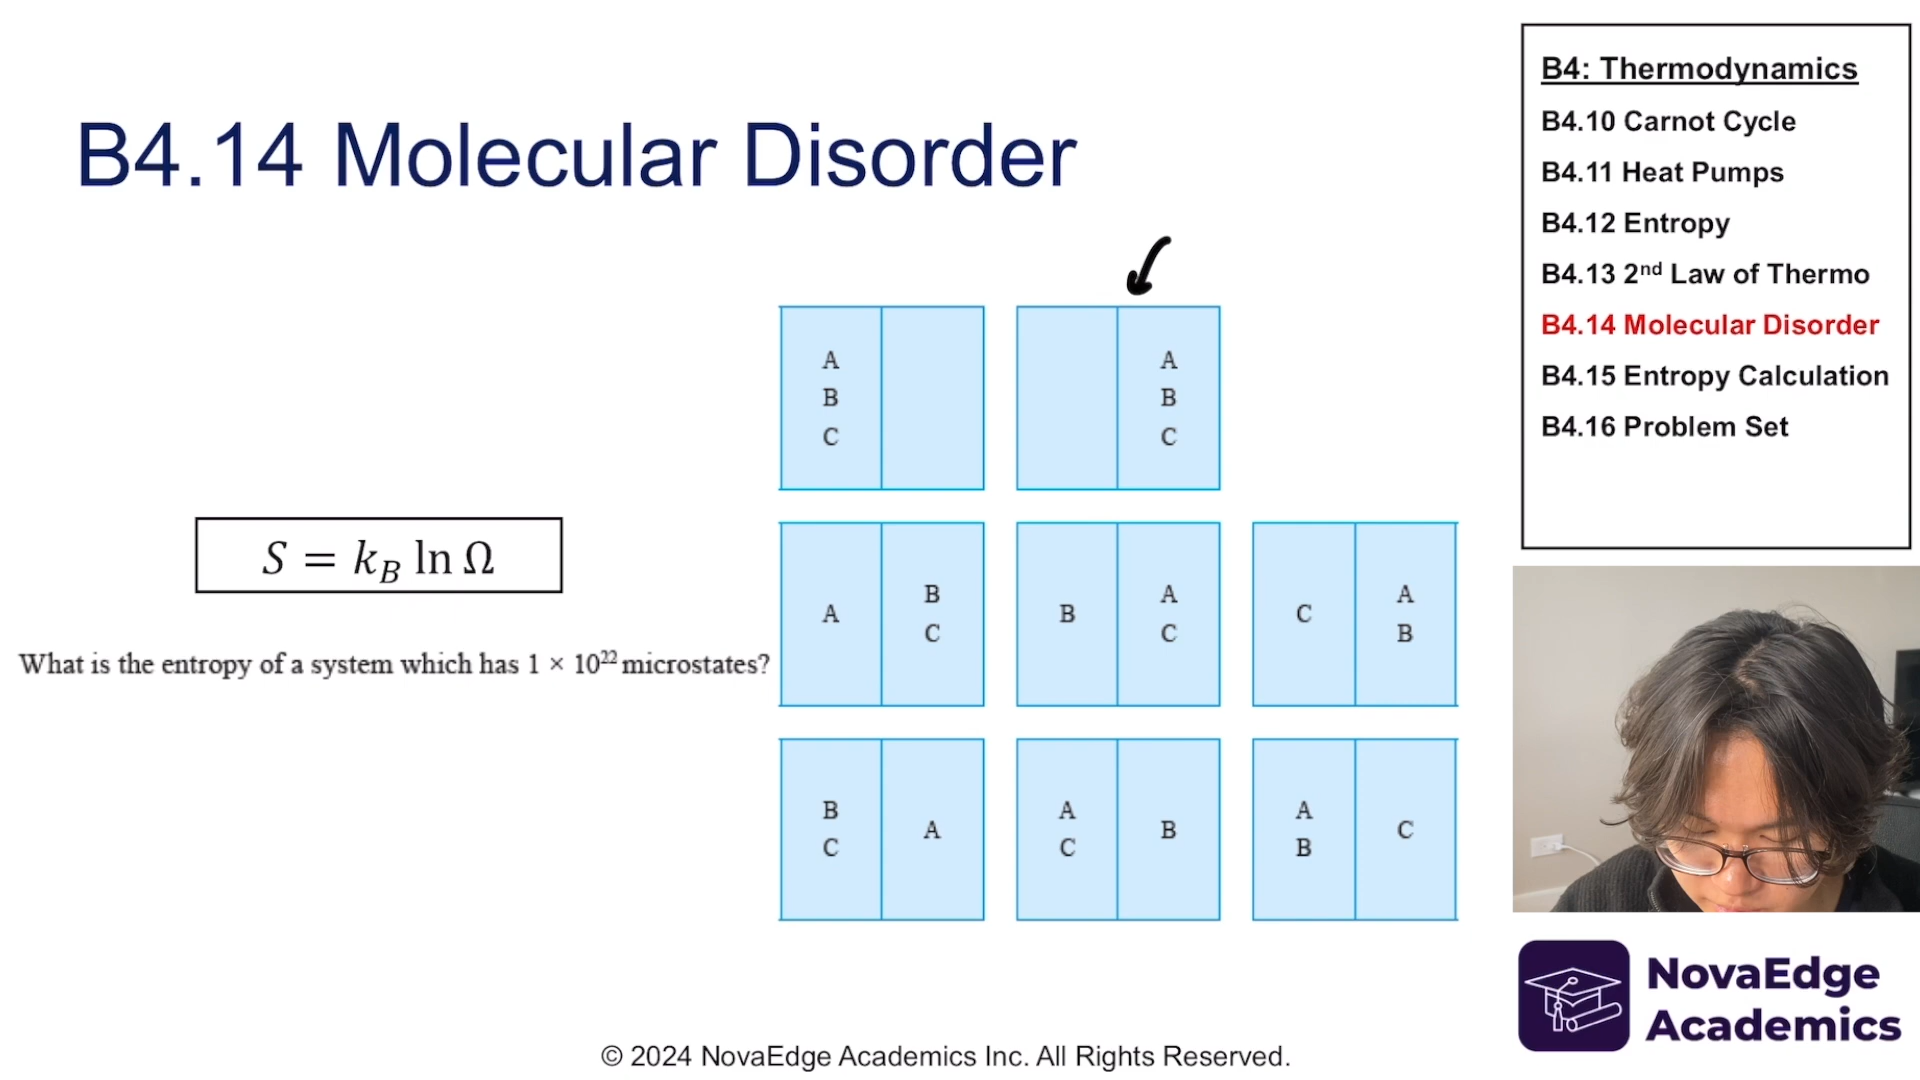 B4.14 Molecular Disorder
S = k_B ln Ω
What is the entropy of a system which has 1 × 10²² microstates?
A
B
C
A
B
C
A
B
C
B
A
C
C
A
B
B
C
A
A
C
B
A
B
C
B4: Thermodynamics
B4.10 Carnot Cycle
B4.11 Heat Pumps
B4.12 Entropy
B4.13 2ⁿᵈ Law of Thermo
B4.14 Molecular Disorder
B4.15 Entropy Calculation
B4.16 Problem Set
NovaEdge
Academics
© 2024 NovaEdge Academics Inc. All Rights Reserved.